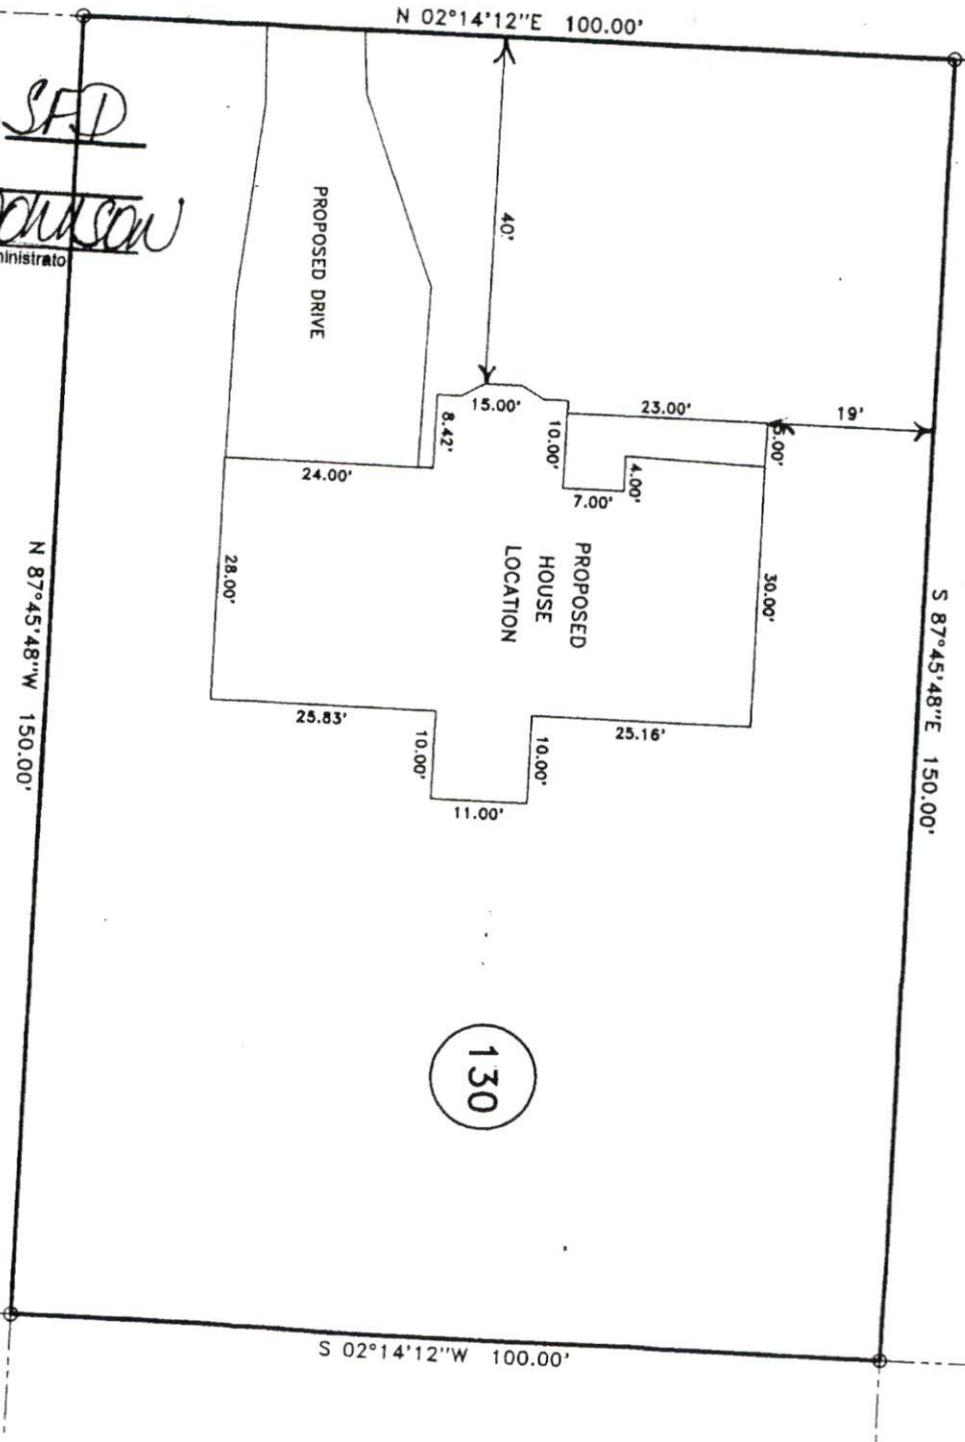 N 02°14'12"E 100.00'
SFD
Johnson
40'
PROPOSED DRIVE
15.00'
23.00'
19'
8.42'
10.00'
5.00'
24.00'
4.00'
7.00'
PROPOSED
HOUSE
LOCATION
28.00'
30.00'
N 87°45'48"W 150.00'
S 87°45'48"E 150.00'
25.83'
10.00'
10.00'
25.16'
11.00'
130
S 02°14'12"W 100.00'